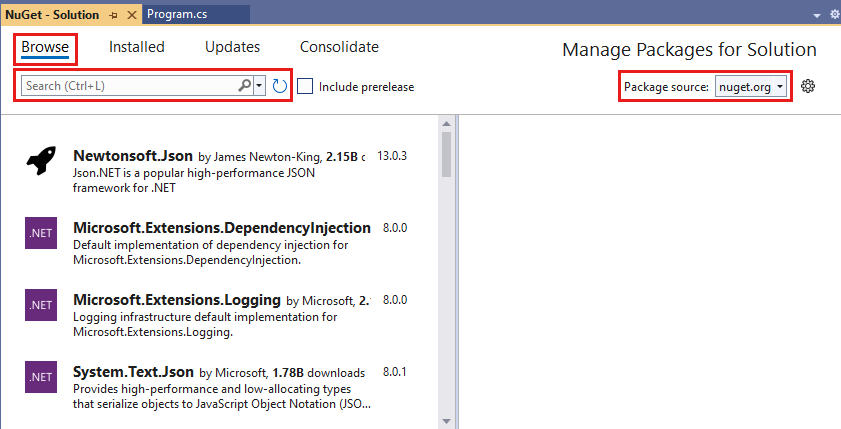 NuGet - Solution
Program.cs
Browse
Installed
Updates
Consolidate
Manage Packages for Solution
Search (Ctrl+L)
Include prerelease
Package source:
nuget.org
Newtonsoft.Json by James Newton-King, 2.15B 13.0.3
Json.NET is a popular high-performance JSON
framework for .NET
.NET
Microsoft.Extensions.DependencyInjection 8.0.0
Default implementation of dependency injection for
Microsoft.Extensions.DependencyInjection.
.NET
Microsoft.Extensions.Logging by Microsoft, 2. 8.0.0
Logging infrastructure default implementation for
Microsoft.Extensions.Logging.
.NET
System.Text.Json by Microsoft, 1.78B downloads 8.0.1
Provides high-performance and low-allocating types
that serialize objects to JavaScript Object Notation (JSO...